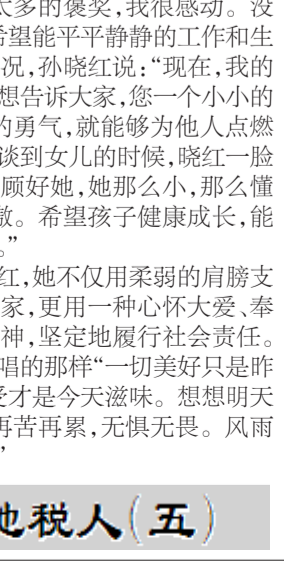 太多的褒奖,我很感动。没
希望能平平静静的工作和生
况,孙晓红说:“现在,我的
想告诉大家,您一个小小的
的勇气,就能够为他人点燃
谈到女儿的时候,晓红一脸
顾好她,她那么小,那么懂
傲。希望孩子健康成长,能
。”
红,她不仅用柔弱的肩膀支
家,更用一种心怀大爱、奉
神,坚定地履行社会责任。
唱的那样“一切美好只是昨
受才是今天滋味。想想明天
再苦再累,无惧无畏。风雨
”
地税人(五)